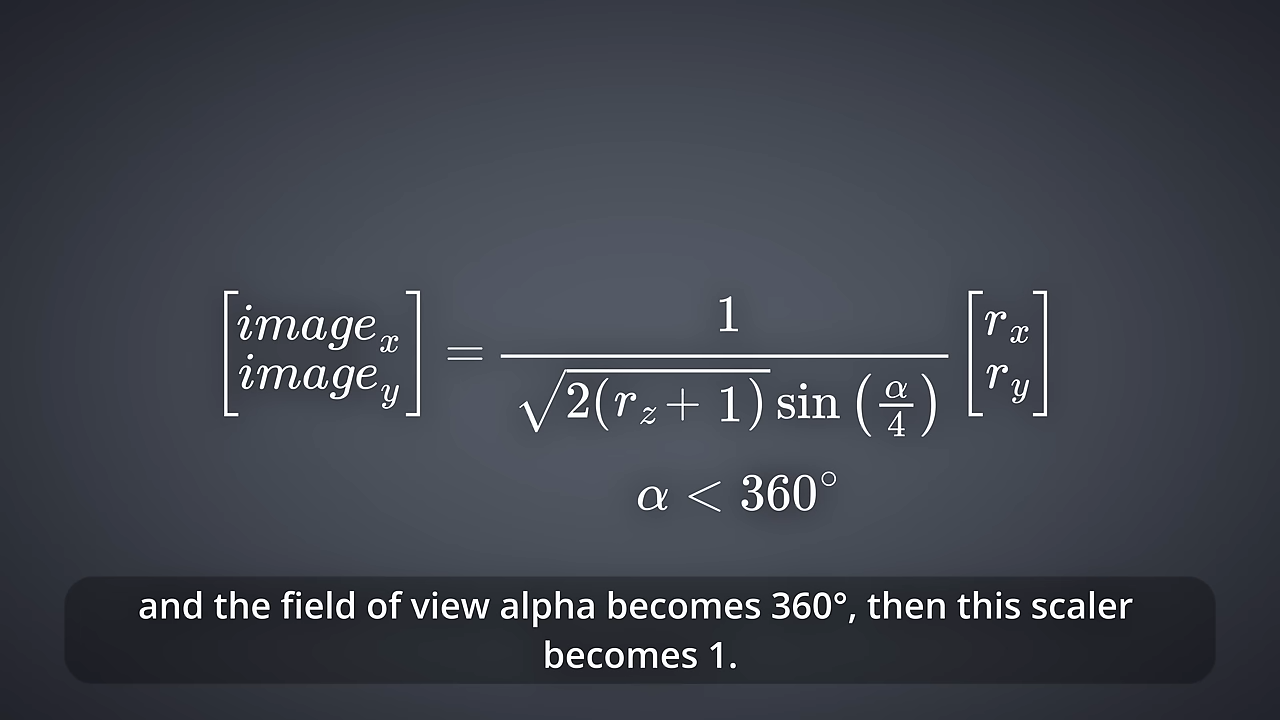 [image_x image_y] = 1 / (√2(r_z + 1) sin(α/4)) [r_x r_y]
α < 360°
and the field of view alpha becomes 360°, then this scaler
becomes 1.